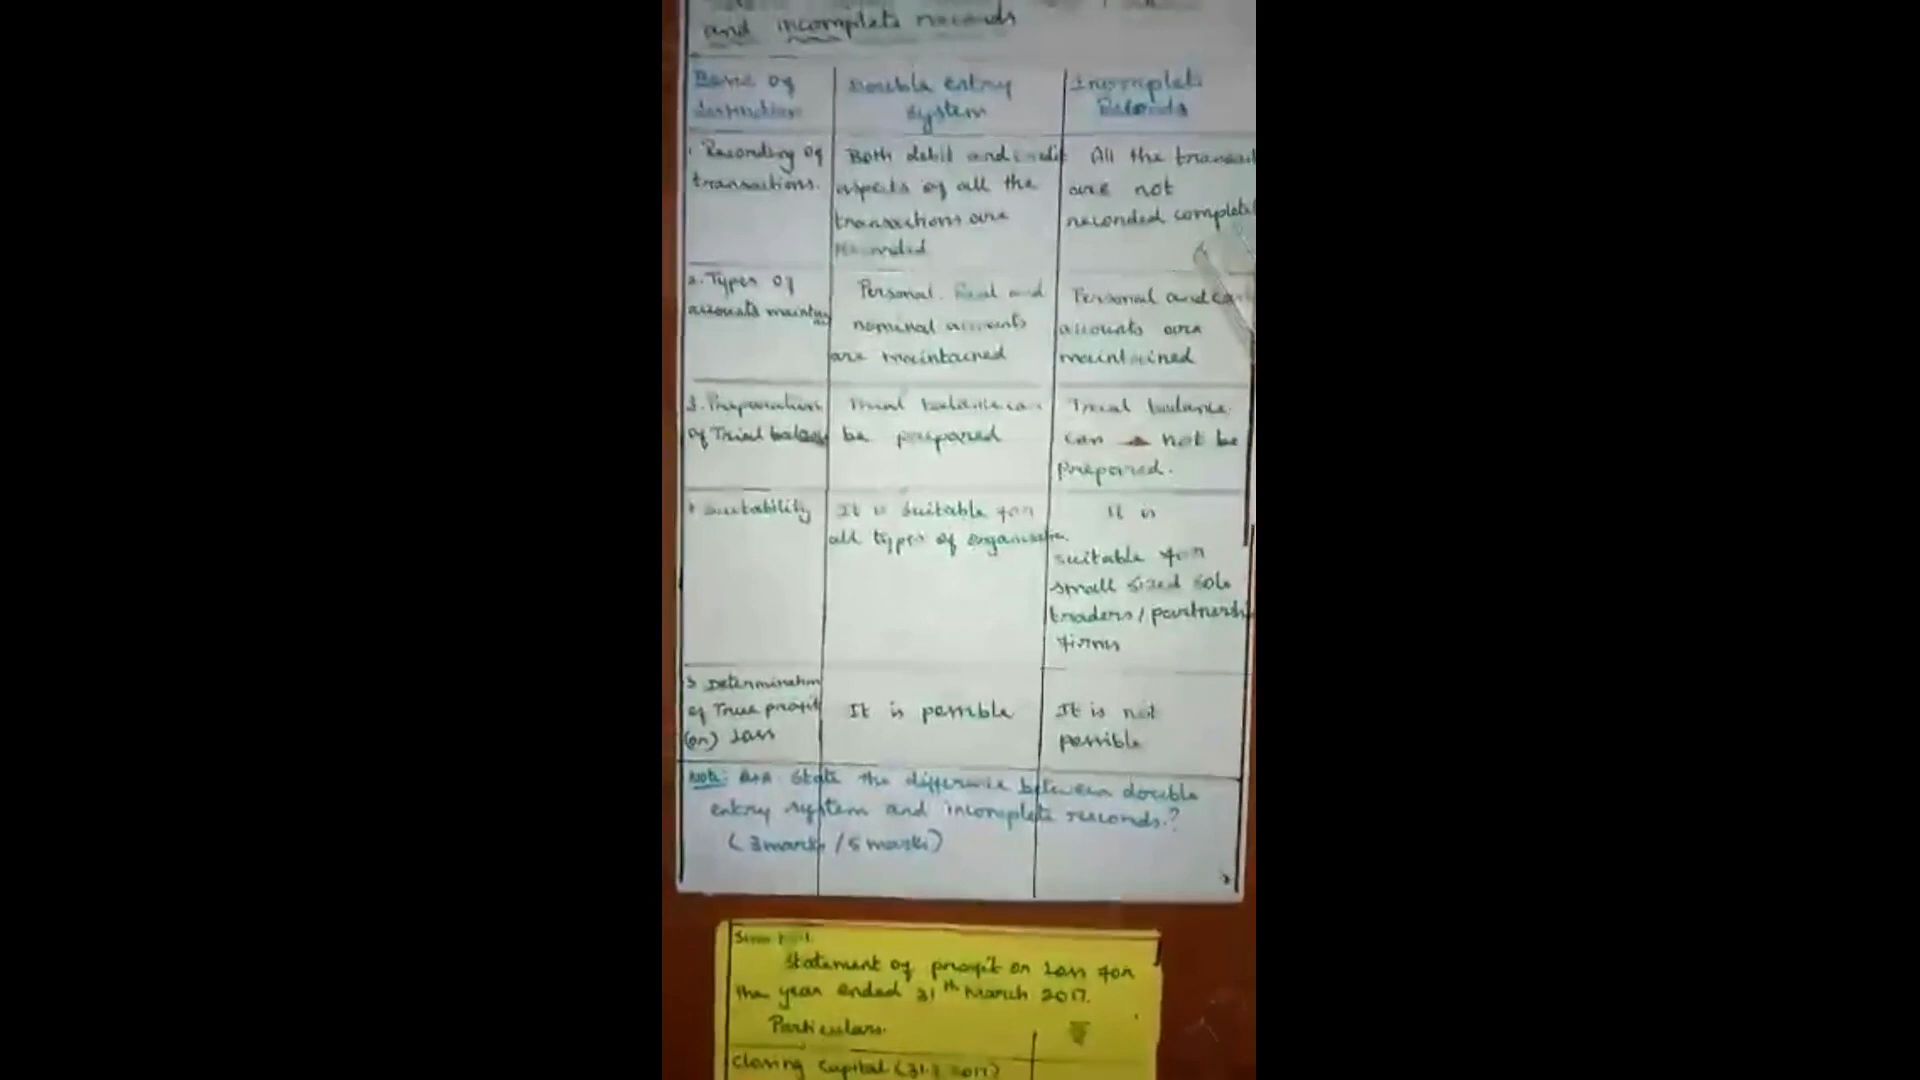 and incomplete records
Basis of
distinction
Double entry
system
Incomplete
Records
1 Recording of
transactions.
Both debit and credit
aspects of all the
transactions are
recorded
All the transact
are not
recorded complete
2. Types of
accounts maintain
Personal. Real and
nominal accounts
are maintained
Personal and ca
accounts are
maintained
3. Preparation
of Trial balance
Trial balance can
be prepared
Trial balance
can not be
prepared.
4 suitability
It is suitable for
all types of
It is
suitable for
small sized sole
traders/partnershi
firms
5 Determination
of True profit
(or) Loss
It is possible
It is not
possible
Note: State the difference between double
entry system and incomplete records.?
(3 marks /5 marks)
Statement of profit or Loss for
the year ended 31th March 2017.
Particulars.
₹
Closing Capital (31.3.2017)